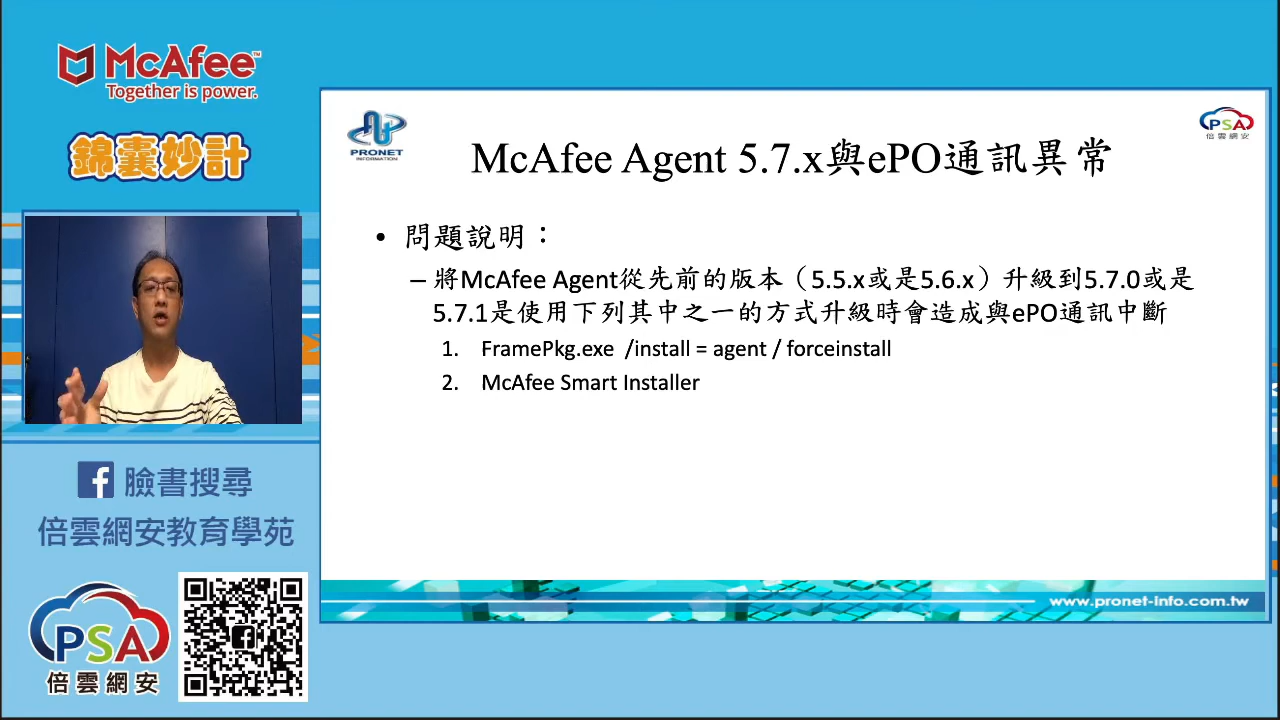 McAfee™
Together is power.
錦囊妙計
臉書搜尋
倍雲網安教育學苑
PSA
倍雲網安
PRONET
INFORMATION
PSA
倍雲網安
McAfee Agent 5.7.x與ePO通訊異常
• 問題說明：
– 將McAfee Agent從先前的版本（5.5.x或是5.6.x）升級到5.7.0或是
5.7.1是使用下列其中之一的方式升級時會造成與ePO通訊中斷
1. FramePkg.exe /install = agent / forceinstall
2. McAfee Smart Installer
www.pronet-info.com.tw